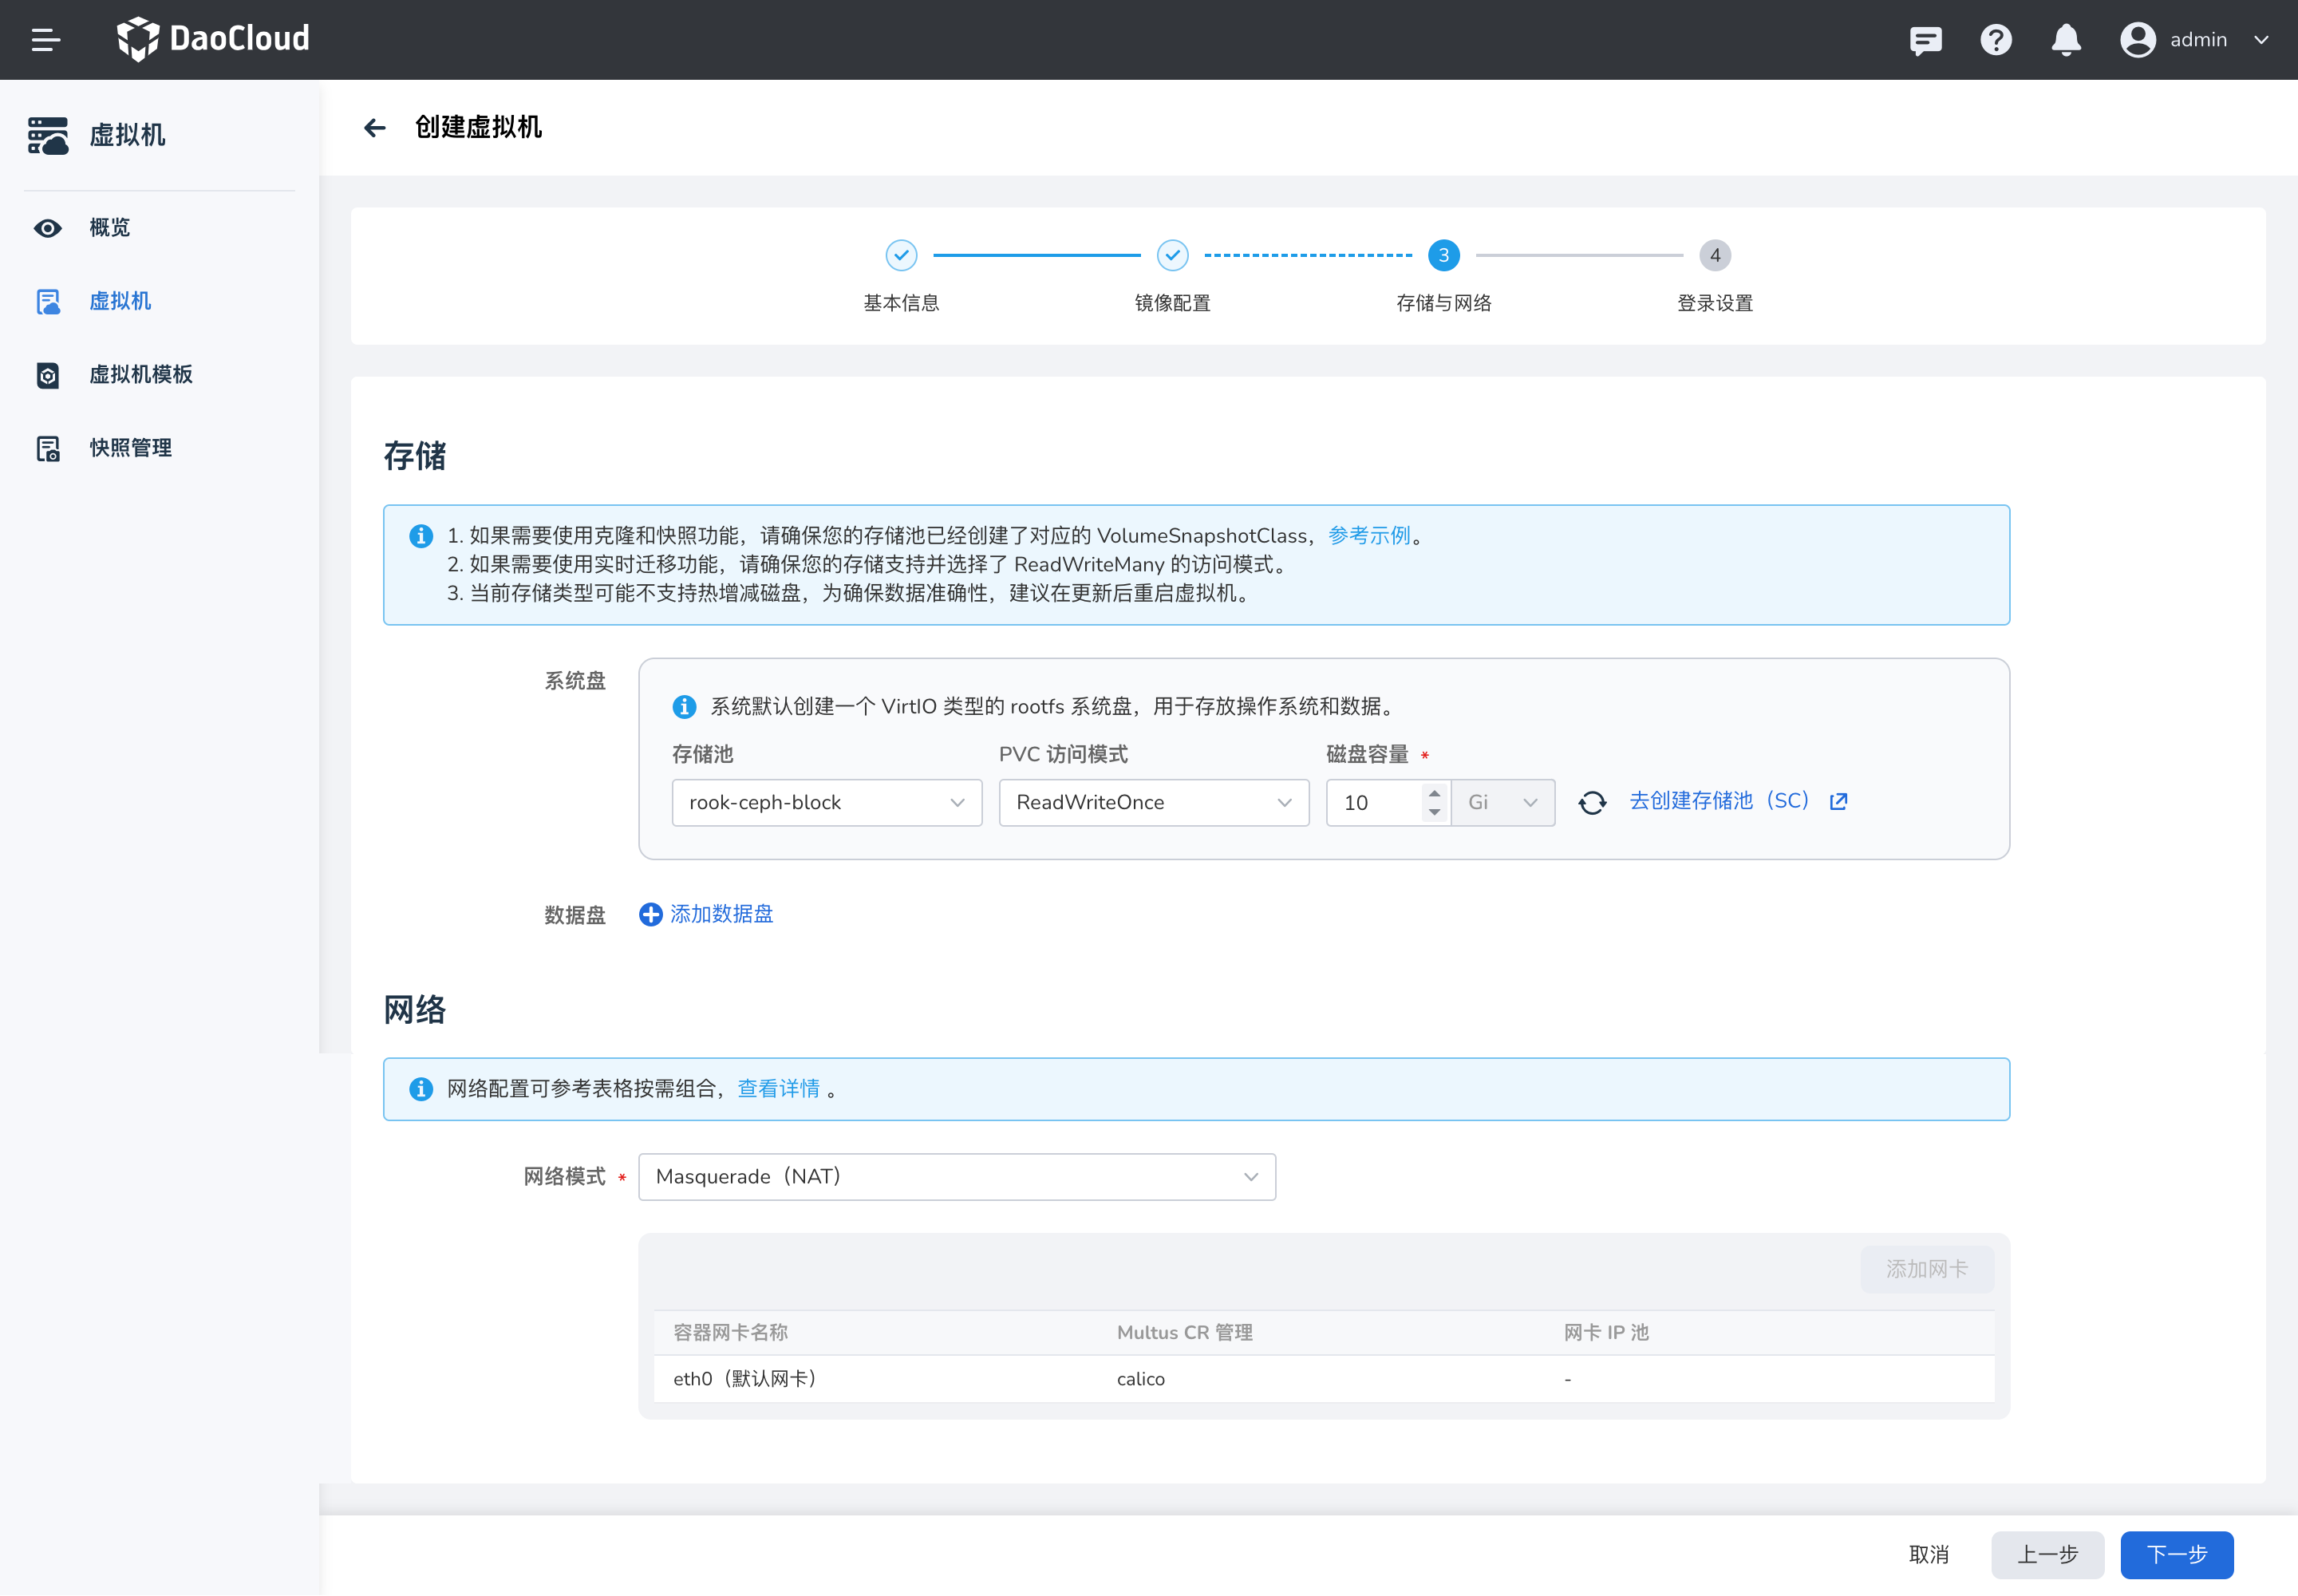 DaoCloud
admin
虚拟机
概览
虚拟机
虚拟机模板
快照管理
创建虚拟机
3
4
基本信息
镜像配置
存储与网络
登录设置
存储
1. 如果需要使用克隆和快照功能，请确保您的存储池已经创建了对应的 VolumeSnapshotClass，参考示例。
2. 如果需要使用实时迁移功能，请确保您的存储支持并选择了 ReadWriteMany 的访问模式。
3. 当前存储类型可能不支持热增减磁盘，为确保数据准确性，建议在更新后重启虚拟机。
系统盘
系统默认创建一个 VirtIO 类型的 rootfs 系统盘，用于存放操作系统和数据。
存储池
PVC 访问模式
磁盘容量 *
rook-ceph-block
ReadWriteOnce
10
Gi
去创建存储池（SC）
数据盘
添加数据盘
网络
网络配置可参考表格按需组合，查看详情 。
网络模式 *
Masquerade（NAT）
添加网卡
容器网卡名称
Multus CR 管理
网卡 IP 池
eth0（默认网卡）
calico
-
取消
上一步
下一步